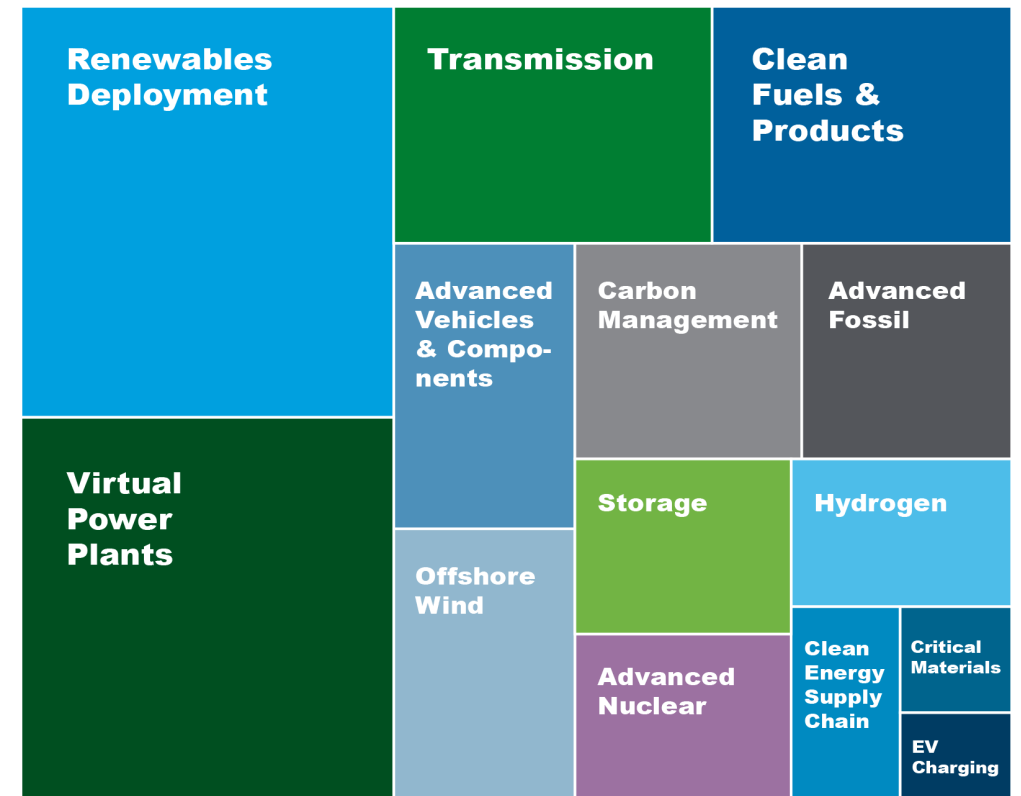 Renewables
Deployment
Transmission
Clean
Fuels &
Products
Advanced
Vehicles
& Compo-
nents
Carbon
Management
Advanced
Fossil
Virtual
Power
Plants
Storage
Hydrogen
Offshore
Wind
Advanced
Nuclear
Clean
Energy
Supply
Chain
Critical
Materials
EV
Charging